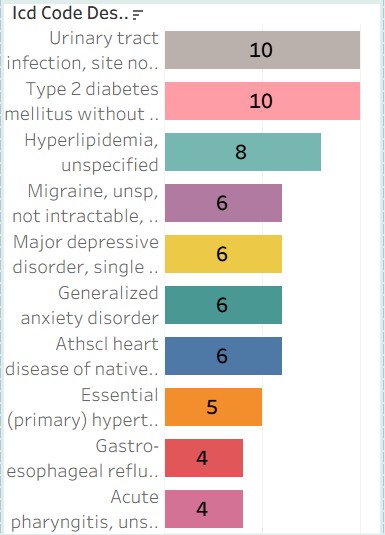 Icd Code Des..
Urinary tract
infection, site no..
10
Type 2 diabetes
mellitus without ..
10
Hyperlipidemia,
unspecified
8
Migraine, unsp,
not intractable, ..
6
Major depressive
disorder, single ..
6
Generalized
anxiety disorder
6
Athscl heart
disease of native..
6
Essential
(primary) hypert..
5
Gastro-
esophageal reflu..
4
Acute
pharyngitis, uns..
4